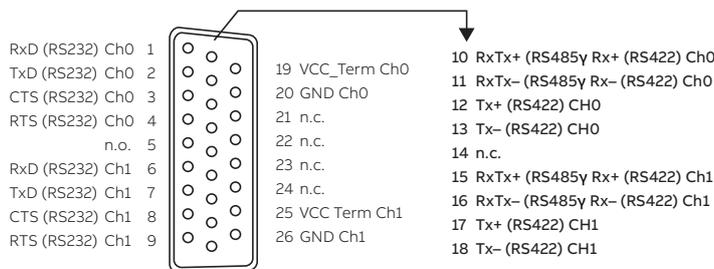 RxD (RS232) Ch0 1
TxD (RS232) Ch0 2
CTS (RS232) Ch0 3
RTS (RS232) Ch0 4
n.o. 5
RxD (RS232) Ch1 6
TxD (RS232) Ch1 7
CTS (RS232) Ch1 8
RTS (RS232) Ch1 9
19 VCC_Term Ch0
20 GND Ch0
21 n.c.
22 n.c.
23 n.c.
24 n.c.
25 VCC Term Ch1
26 GND Ch1
10 RxTx+ (RS485γ Rx+ (RS422) Ch0
11 RxTx– (RS485γ Rx– (RS422) Ch0
12 Tx+ (RS422) CH0
13 Tx– (RS422) CH0
14 n.c.
15 RxTx+ (RS485γ Rx+ (RS422) Ch1
16 RxTx– (RS485γ Rx– (RS422) Ch1
17 Tx+ (RS422) CH1
18 Tx– (RS422) CH1